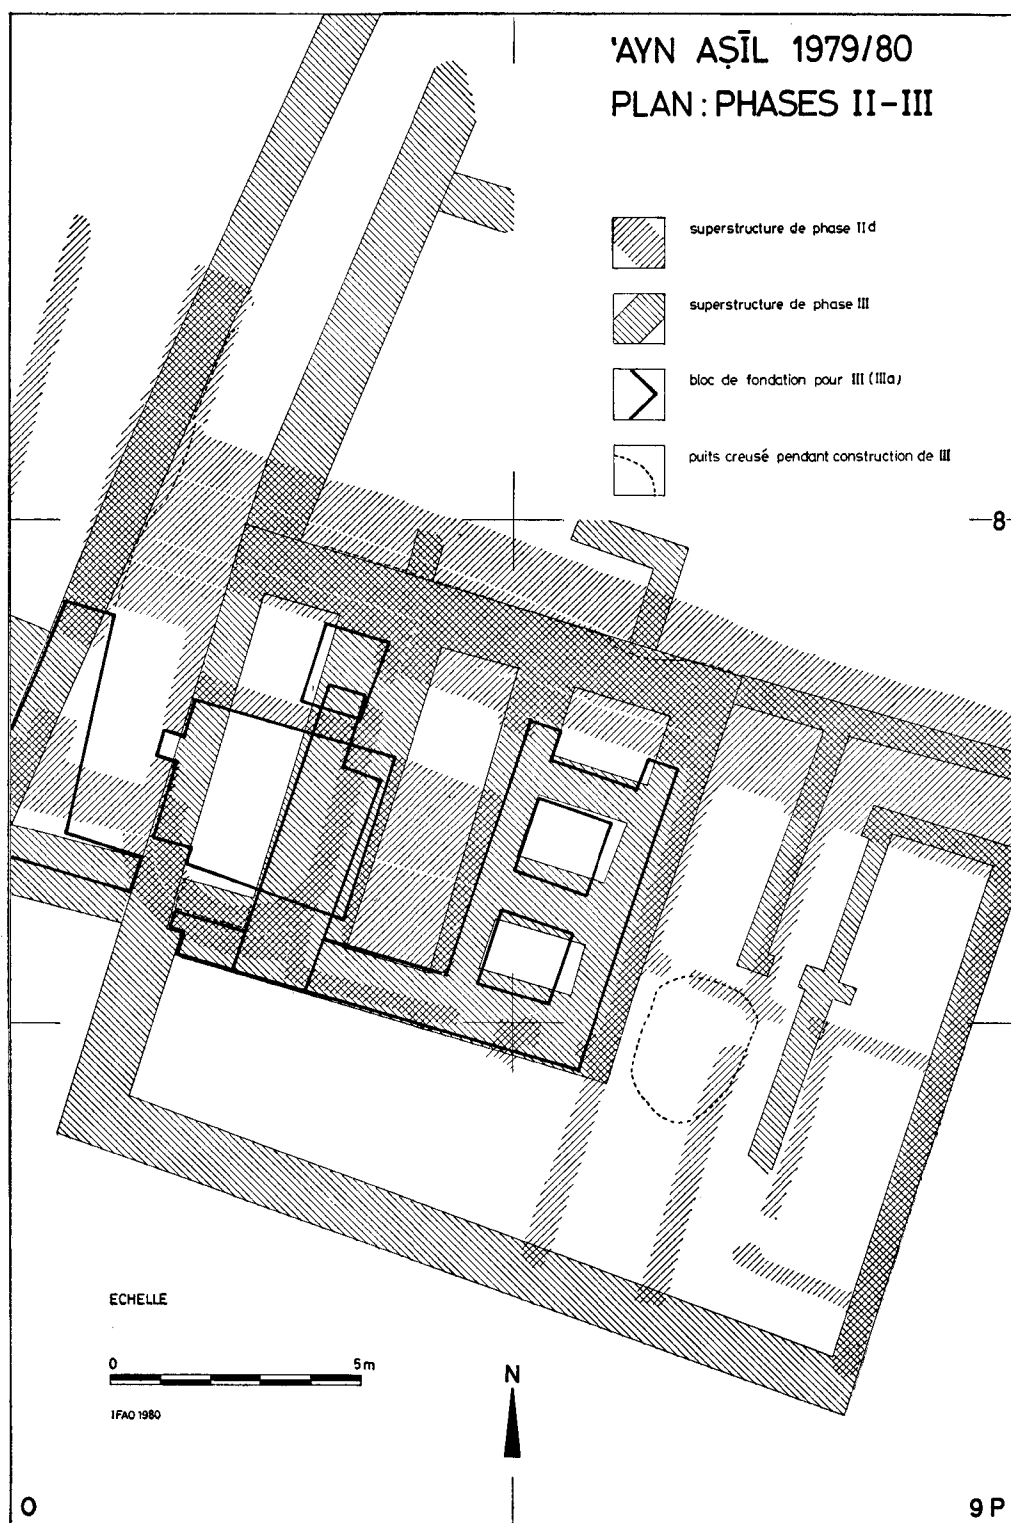 'AYN AṢĪL 1979/80
PLAN: PHASES II-III
superstructure de phase IId
superstructure de phase III
bloc de fondation pour III (IIIa)
puits creusé pendant construction de III
8
ECHELLE
0 5m
IFAO 1980
N
O 9 P